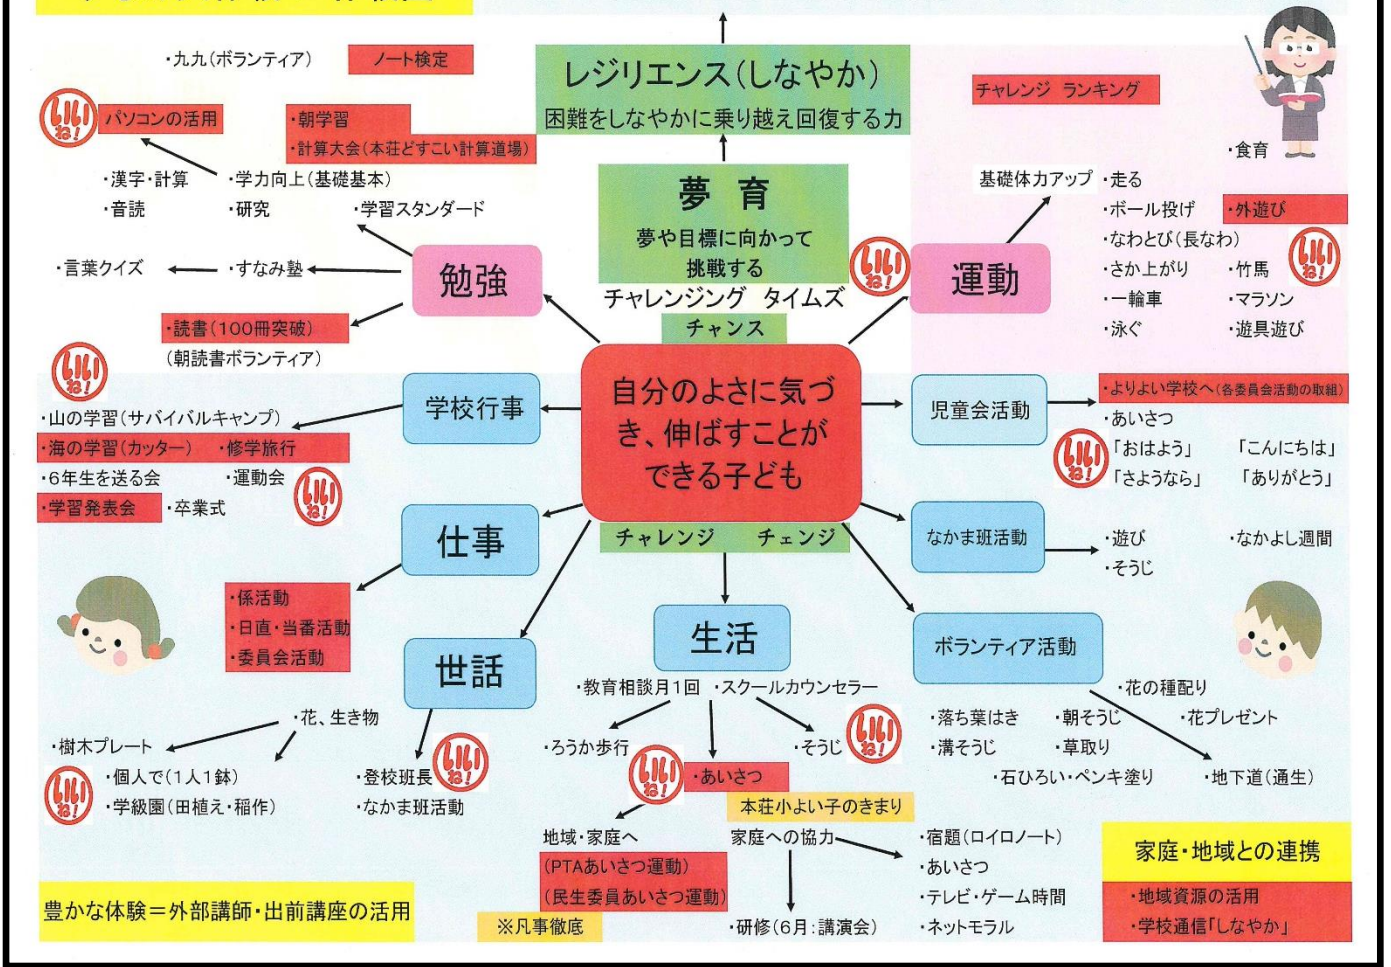 ・九九(ボランティア)
ノート検定
レジリエンス(しなやか)
困難をしなやかに乗り越え回復する力
チャレンジ ランキング
いいね!
パソコンの活用
・朝学習
・計算大会(本荘どすこい計算道場)
・漢字・計算
・学力向上(基礎基本)
・音読
・研究
・学習スタンダード
・言葉クイズ
・すなみ塾
勉強
・読書(100冊突破)
(朝読書ボランティア)
夢 育
夢や目標に向かって
挑戦する
チャレンジング タイムズ
チャンス
いいね!
運動
基礎体力アップ
・食育
・走る
・ボール投げ
・外遊び
・なわとび(長なわ)
・さか上がり
・竹馬
いいね!
・一輪車
・マラソン
・泳ぐ
・遊具遊び
自分のよさに気づ
き、伸ばすことが
できる子ども
チャレンジ チェンジ
いいね!
学校行事
・山の学習(サバイバルキャンプ)
・海の学習(カッター)
・修学旅行
・6年生を送る会
・運動会
いいね!
・学習発表会
・卒業式
児童会活動
・よりよい学校へ(各委員会活動の取組)
・あいさつ
いいね!
「おはよう」 「こんにちは」
「さようなら」 「ありがとう」
仕事
・係活動
・日直・当番活動
・委員会活動
なかま班活動
・遊び
・なかよし週間
・そうじ
世話
・花、生き物
・樹木プレート
いいね!
・個人で(1人1鉢)
・学級園(田植え・稲作)
・登校班長
いいね!
・なかま班活動
生活
・教育相談月1回
・スクールカウンセラー
・ろうか歩行
・そうじ
いいね!
いいね!
・あいさつ
本荘小よい子のきまり
地域・家庭へ
(PTAあいさつ運動)
(民生委員あいさつ運動)
※凡事徹底
家庭への協力
・研修(6月:講演会)
・宿題(ロイロノート)
・あいさつ
・テレビ・ゲーム時間
・ネットモラル
ボランティア活動
・花の種配り
・落ち葉はき
・朝そうじ
・花プレゼント
・溝そうじ
・草取り
・石ひろい・ペンキ塗り
・地下道(通生)
豊かな体験=外部講師・出前講座の活用
家庭・地域との連携
・地域資源の活用
・学校通信「しなやか」